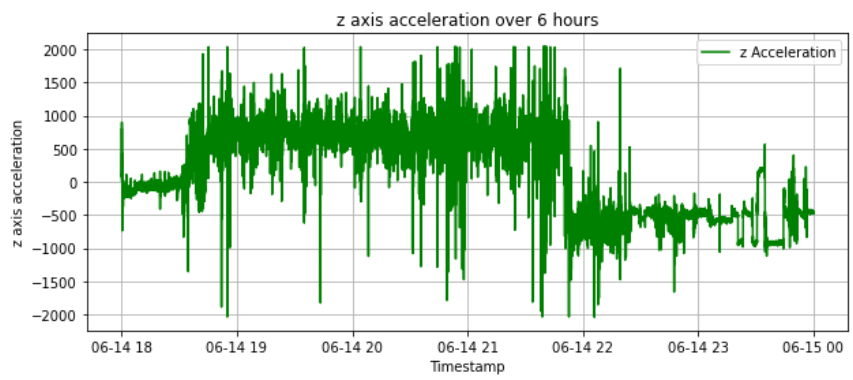 z axis acceleration over 6 hours
z Acceleration
2000
1500
1000
500
0
−500
−1000
−1500
−2000
z axis acceleration
06-14 18 06-14 19 06-14 20 06-14 21 06-14 22 06-14 23 06-15 00
Timestamp